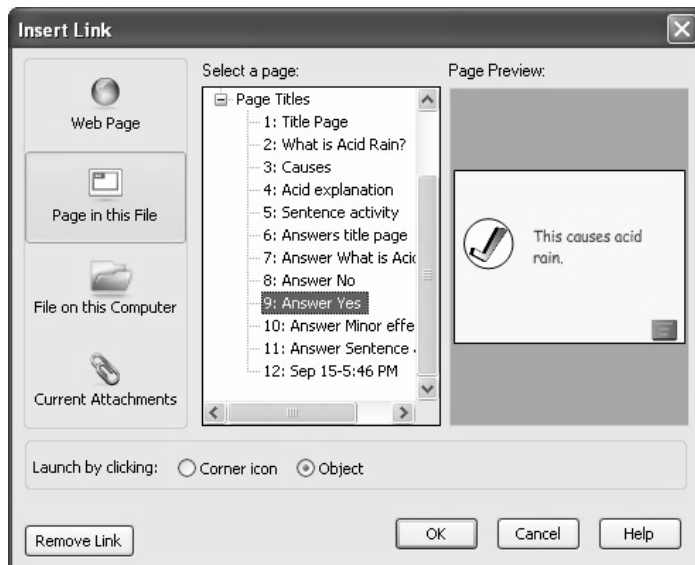 Insert Link
Web Page
Page in this File
File on this Computer
Current Attachments
Select a page:
Page Titles
1: Title Page
2: What is Acid Rain?
3: Causes
4: Acid explanation
5: Sentence activity
6: Answers title page
7: Answer What is Acid
8: Answer No
9: Answer Yes
10: Answer Minor effe
11: Answer Sentence
12: Sep 15-5:46 PM
Page Preview:
This causes acid
rain.
Launch by clicking:
Corner icon
Object
Remove Link
OK
Cancel
Help